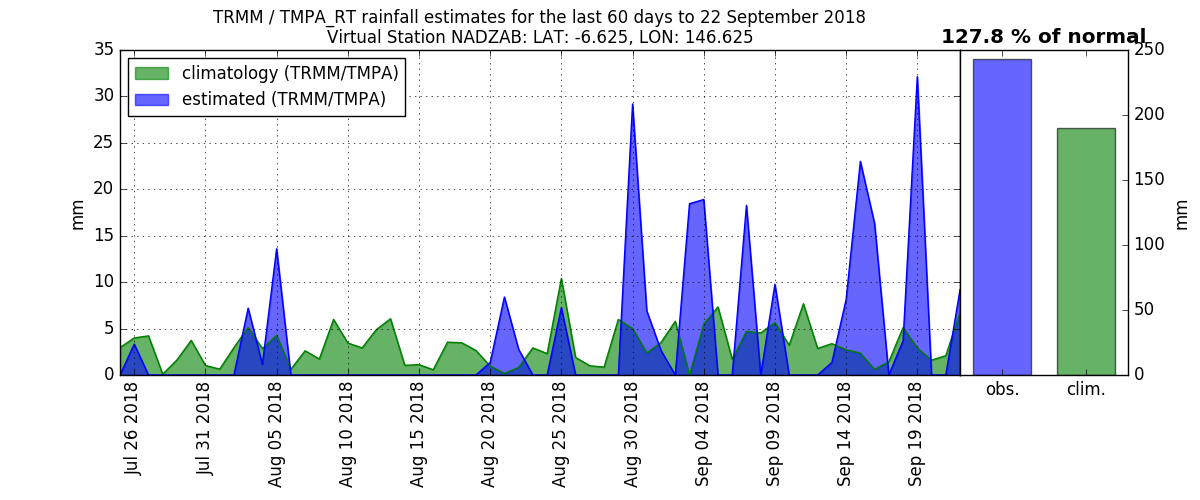 TRMM / TMPA_RT rainfall estimates for the last 60 days to 22 September 2018
Virtual Station NADZAB: LAT: -6.625, LON: 146.625
127.8 % of normal
climatology (TRMM/TMPA)
estimated (TRMM/TMPA)
35
30
25
20
15
10
5
0
mm
Jul 26 2018
Jul 31 2018
Aug 05 2018
Aug 10 2018
Aug 15 2018
Aug 20 2018
Aug 25 2018
Aug 30 2018
Sep 04 2018
Sep 09 2018
Sep 14 2018
Sep 19 2018
250
200
150
100
50
0
mm
obs.
clim.